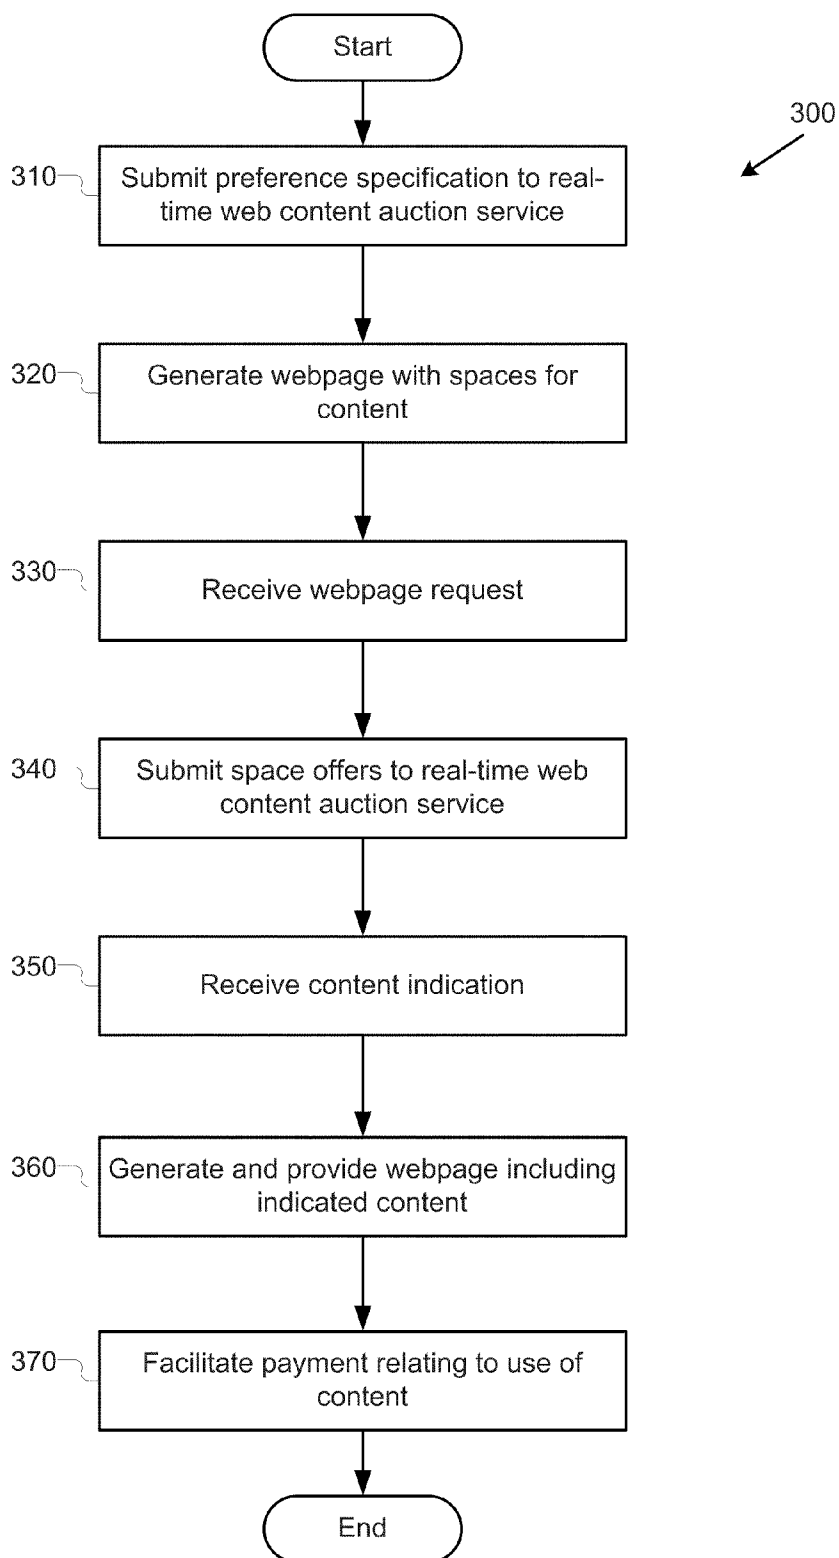 Start
300
310
Submit preference specification to real-
time web content auction service
320
Generate webpage with spaces for
content
330
Receive webpage request
340
Submit space offers to real-time web
content auction service
350
Receive content indication
360
Generate and provide webpage including
indicated content
370
Facilitate payment relating to use of
content
End